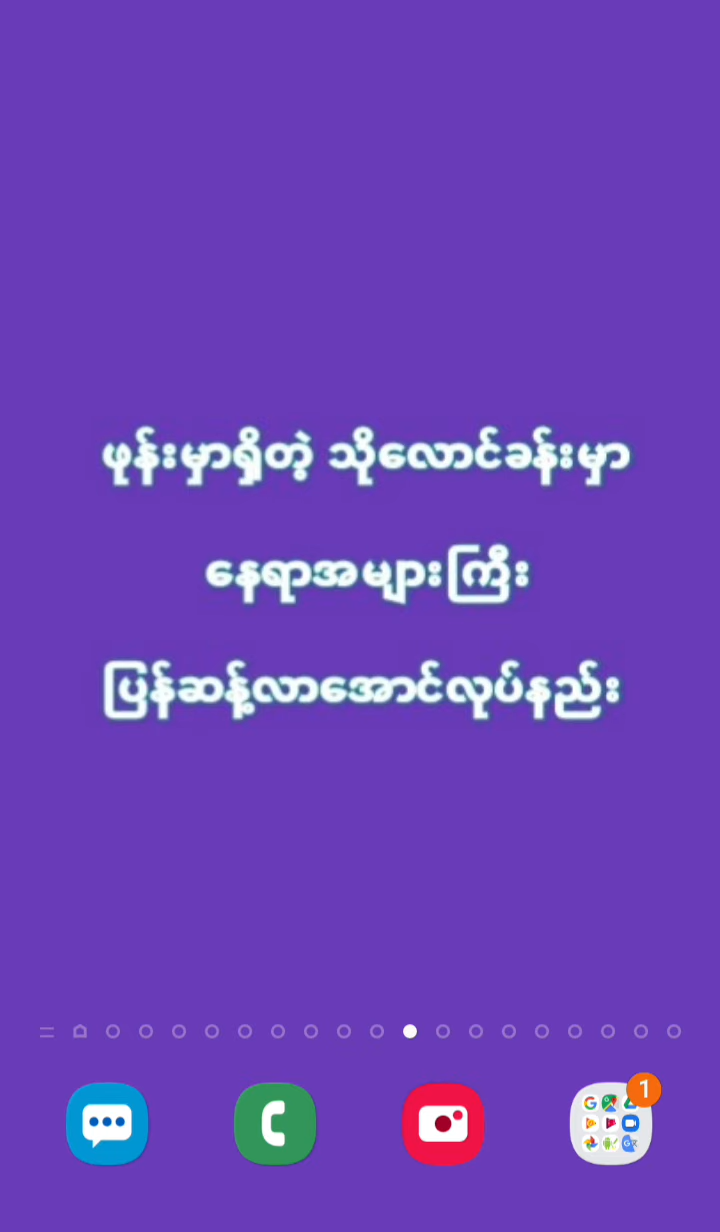 ဖုန်းမှာရှိတဲ့ သိုလှောင်ခန်းမှာ
နေရာအများကြီး
ပြန်ဆန့်လာအောင်လုပ်နည်း
1